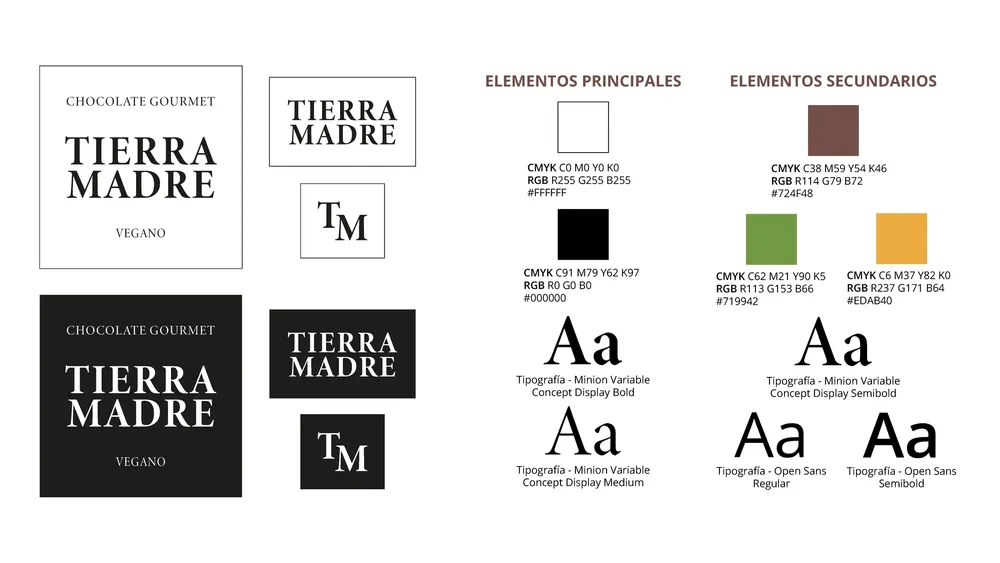 CHOCOLATE GOURMET
TIERRA
MADRE
VEGANO
TIERRA
MADRE
TM
CHOCOLATE GOURMET
TIERRA
MADRE
VEGANO
TIERRA
MADRE
TM
ELEMENTOS PRINCIPALES
CMYK C0 M0 Y0 K0
RGB R255 G255 B255
#FFFFFF
CMYK C91 M79 Y62 K97
RGB R0 G0 B0
#000000
Aa
Tipografía - Minion Variable
Concept Display Bold
Aa
Tipografía - Minion Variable
Concept Display Medium
ELEMENTOS SECUNDARIOS
CMYK C38 M59 Y54 K46
RGB R114 G79 B72
#724F48
CMYK C62 M21 Y90 K5
RGB R113 G153 B66
#719942
CMYK C6 M37 Y82 K0
RGB R237 G171 B64
#EDAB40
Aa
Tipografía - Minion Variable
Concept Display Semibold
Aa
Tipografía - Open Sans
Regular
Aa
Tipografía - Open Sans
Semibold